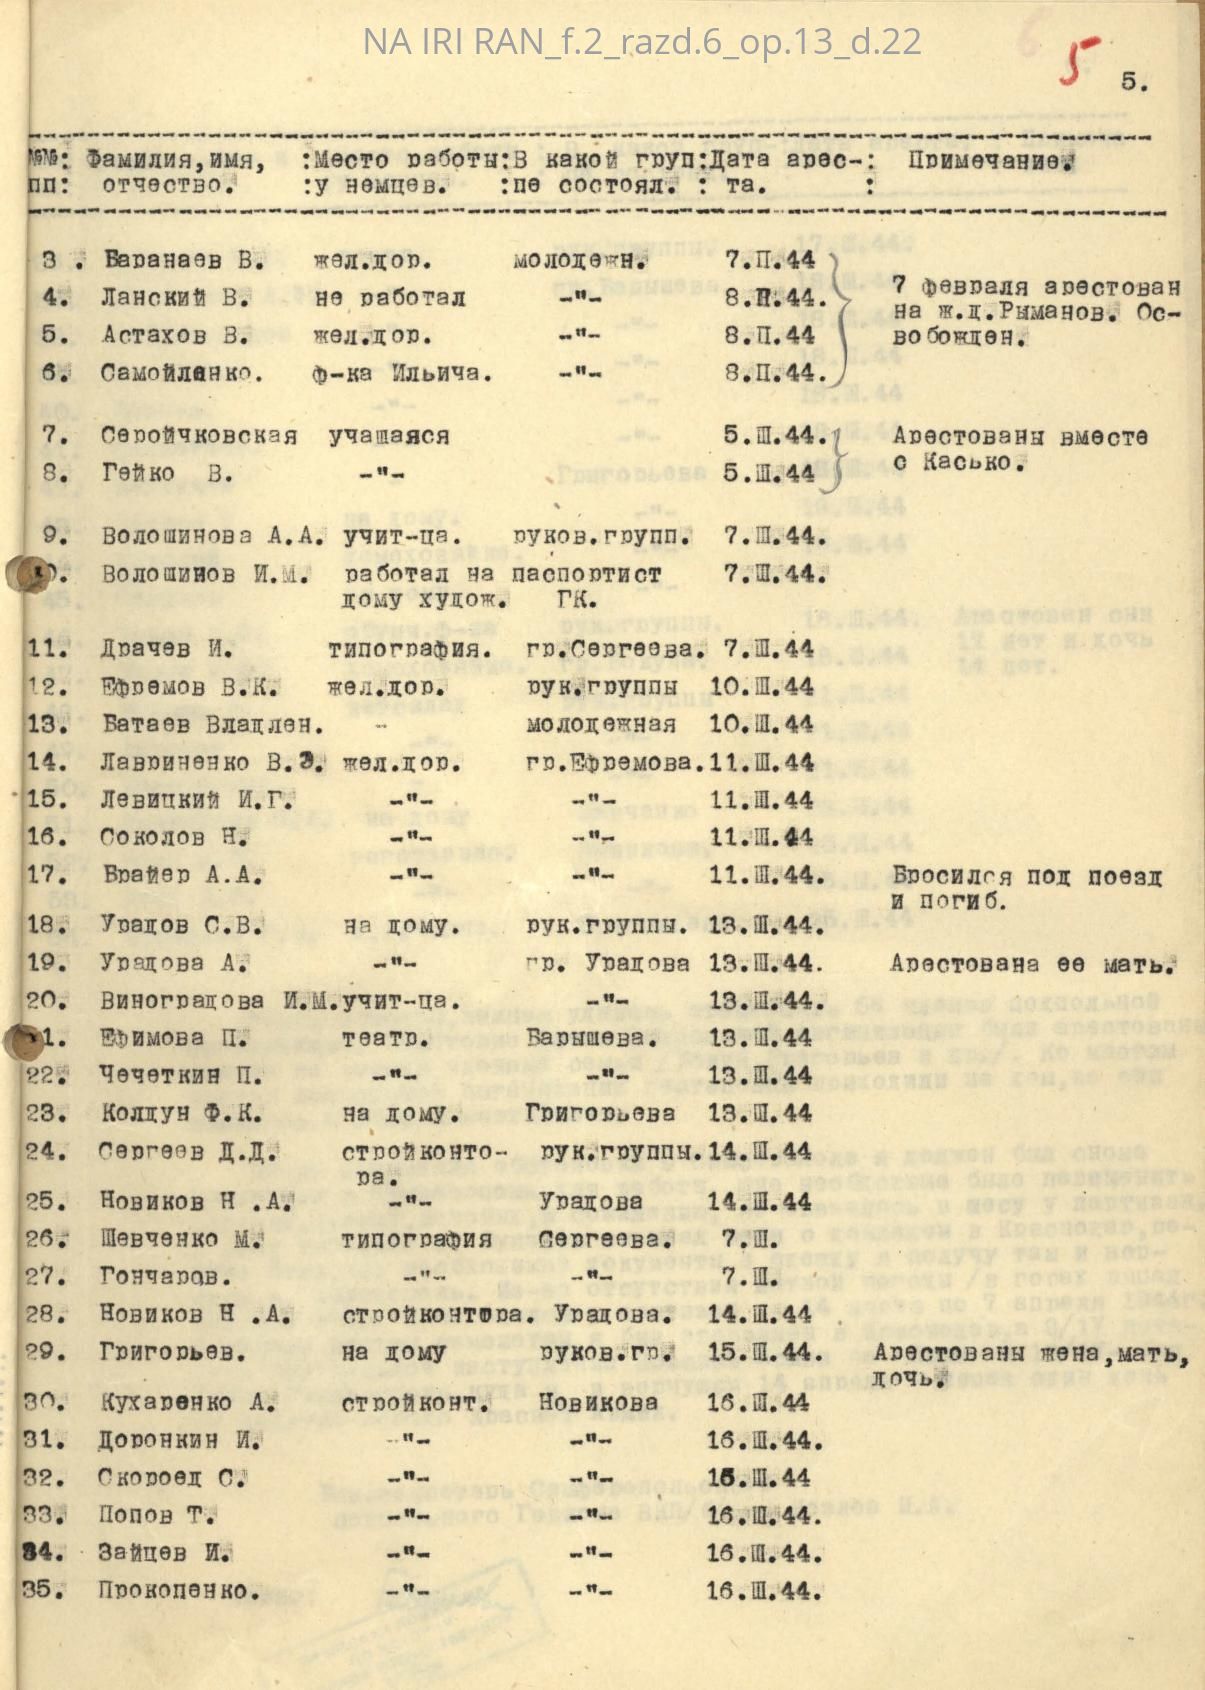 NA IRI RAN_f.2_razd.6_op.13_d.22
5
5.
№№: Фамилия,имя, :Место работы:В какой груп:Дата арес-: Примечание.
пп: отчество. :у немцев. :пе состоял. : та. :
3 . Баранаев В. жел.дор. молодежн. 7.П.44
4. Ланский В. не работал -"- 8.П.44.
7 февраля арестован
на ж.д.Рыманов. Ос-
вобожден.
5. Астахов В. жел.дор. -"- 8.П.44
6. Самойленко. ф-ка Ильича. -"- 8.П.44.
7. Серойчковская учащаяся 5.Ш.44. Арестованы вместе
с Касько.
8. Гейко В. -"- 5.Ш.44
9. Волошинова А.А. учит-ца. руков.групп. 7.Ш.44.
Волошинов И.М. работал на паспортист 7.Ш.44.
дому худож. ГК.
11. Драчев И. типография. гр.Сергеева. 7.Ш.44
12. Ефремов В.К. жел.дор. рук.группы 10.Ш.44
13. Батаев Владлен. - молодежная 10.Ш.44
14. Лавриненко В.Э. жел.дор. гр.Ефремова. 11.Ш.44
15. Левицкий И.Г. -"- -"- 11.Ш.44
16. Соколов Н. -"- -"- 11.Ш.44
17. Брайер А.А. -"- -"- 11.Ш.44. Бросился под поезд
и погиб.
18. Урадов С.В. на дому. рук.группы. 13.Ш.44.
19. Урадова А. -"- гр. Урадова 13.Ш.44. Арестована ее мать.
20. Виноградова И.М.учит-ца. -"- 13.Ш.44.
1. Ефимова П. театр. Барышева. 13.Ш.44
22. Чечеткин П. -"- -"- 13.Ш.44
23. Колдун Ф.К. на дому. Григорьева 13.Ш.44
24. Сергеев Д.Д. стройконто- рук.группы. 14.Ш.44
ра.
25. Новиков Н .А. -"- Урадова 14.Ш.44
26. Шевченко М. типография Сергеева. 7.Ш.
27. Гончаров. -"- -"- 7.Ш.
28. Новиков Н .А. стройконтора. Урадова. 14.Ш.44
29. Григорьев. на дому руков.гр. 15.Ш.44. Арестованы жена,мать,
дочь.
30. Кухаренко А. стройконт. Новикова 16.Ш.44
31. Доронкин И. -"- -"- 16.Ш.44.
32. Скороед С. -"- -"- 16.Ш.44
33. Попов Т. -"- -"- 16.Ш.44.
34. Зайцев И. -"- -"- 16.Ш.44.
35. Прокопенко. -"- -"- 16.Ш.44.